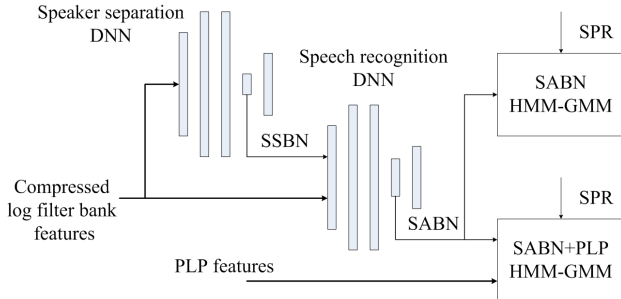 Speaker separation
DNN
Speech recognition
DNN
SPR
SABN
HMM-GMM
SSBN
Compressed
log filter bank
features
SABN
SPR
SABN+PLP
HMM-GMM
PLP features